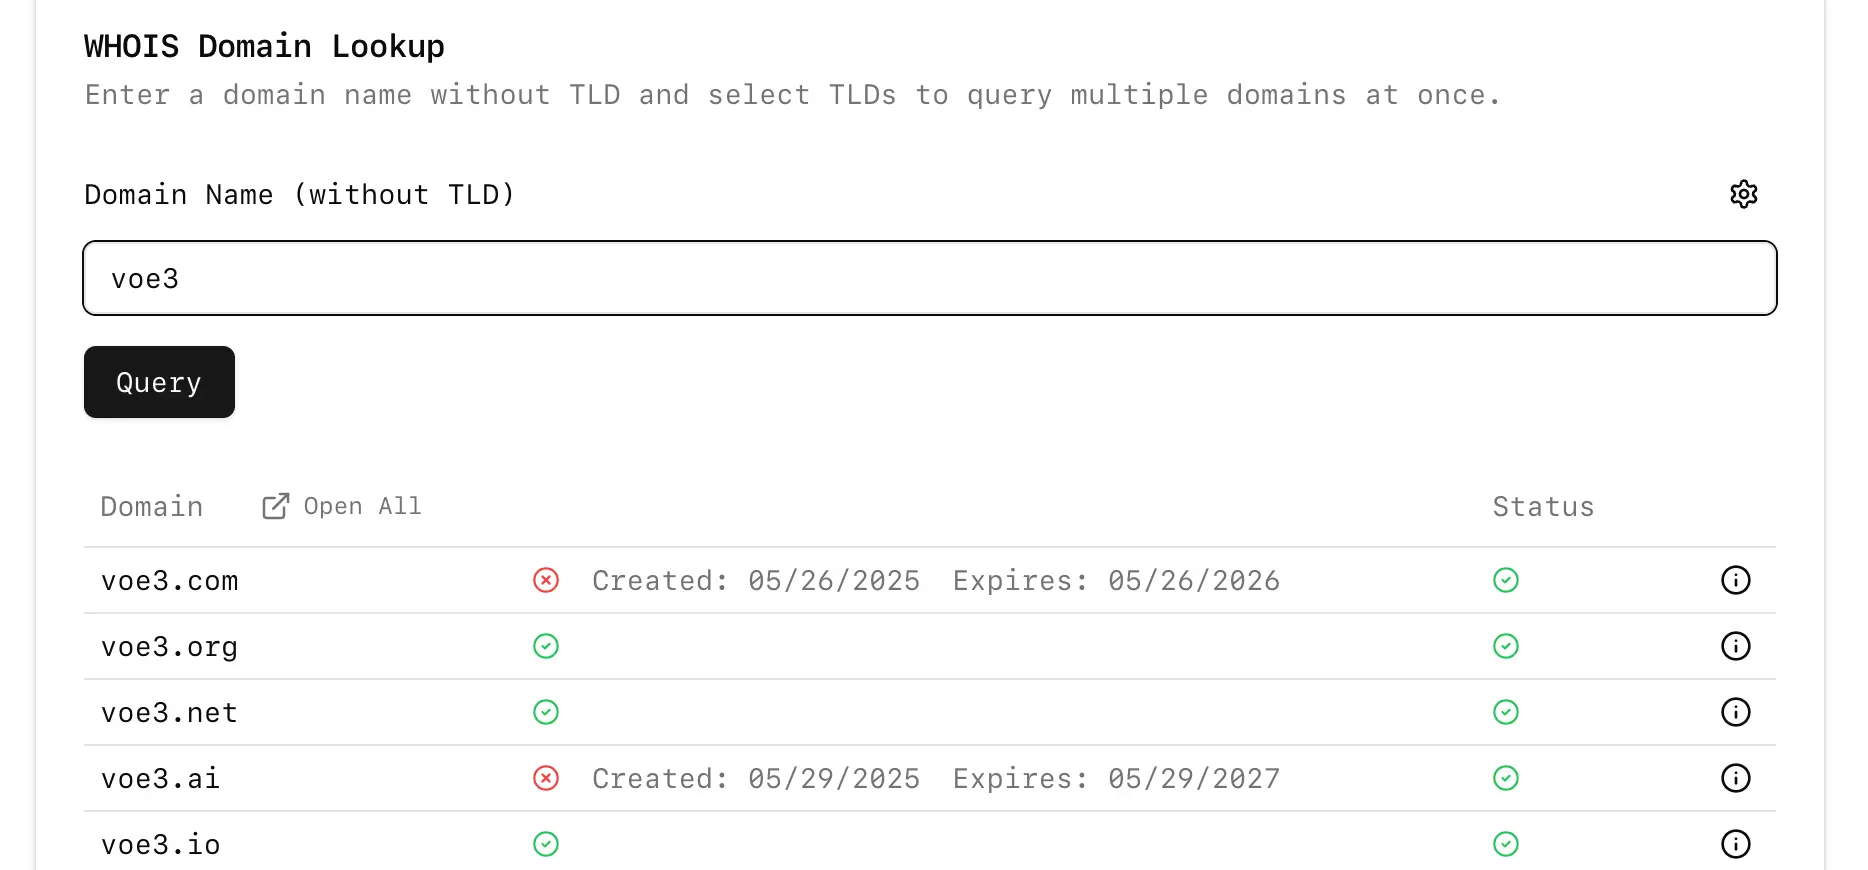 WHOIS Domain Lookup
Enter a domain name without TLD and select TLDs to query multiple domains at once.
Domain Name (without TLD)
voe3
Query
Domain Open All Status
voe3.com Created: 05/26/2025 Expires: 05/26/2026
voe3.org
voe3.net
voe3.ai Created: 05/29/2025 Expires: 05/29/2027
voe3.io